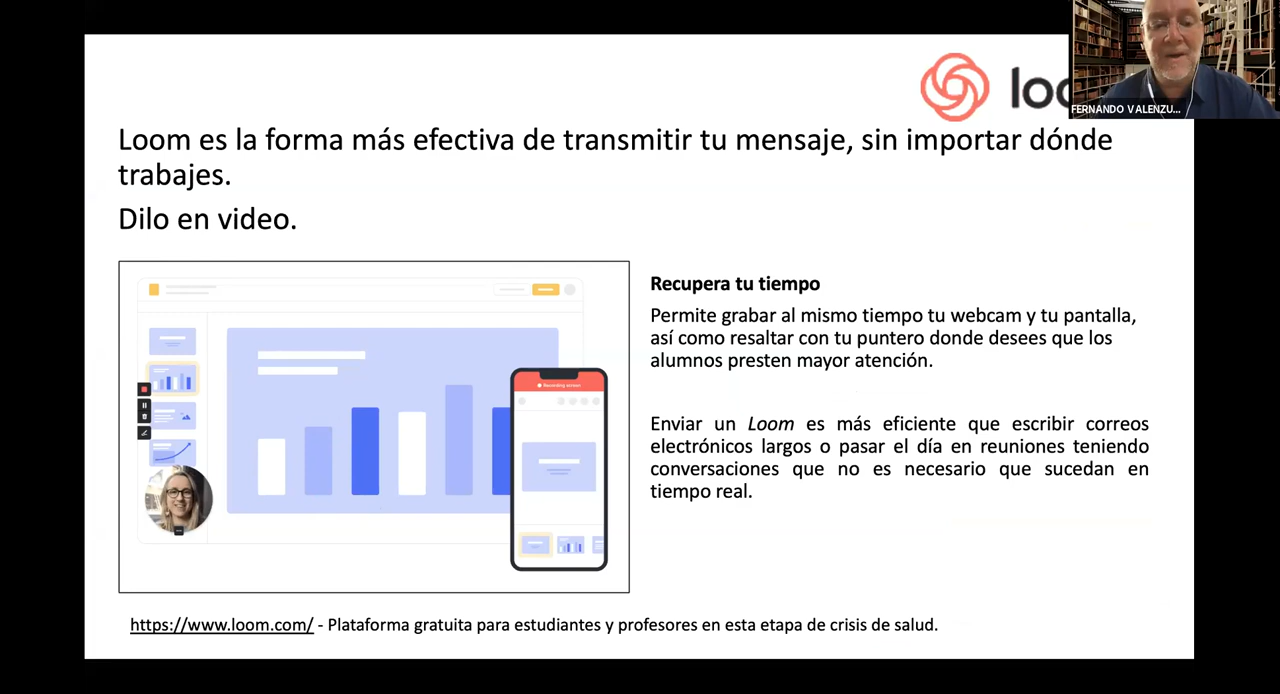 loo
FERNANDO VALENZU...
Loom es la forma más efectiva de transmitir tu mensaje, sin importar dónde
trabajes.
Dilo en video.
Recording screen
Recupera tu tiempo
Permite grabar al mismo tiempo tu webcam y tu pantalla,
así como resaltar con tu puntero donde desees que los
alumnos presten mayor atención.
Enviar un Loom es más eficiente que escribir correos
electrónicos largos o pasar el día en reuniones teniendo
conversaciones que no es necesario que sucedan en
tiempo real.
https://www.loom.com/ - Plataforma gratuita para estudiantes y profesores en esta etapa de crisis de salud.